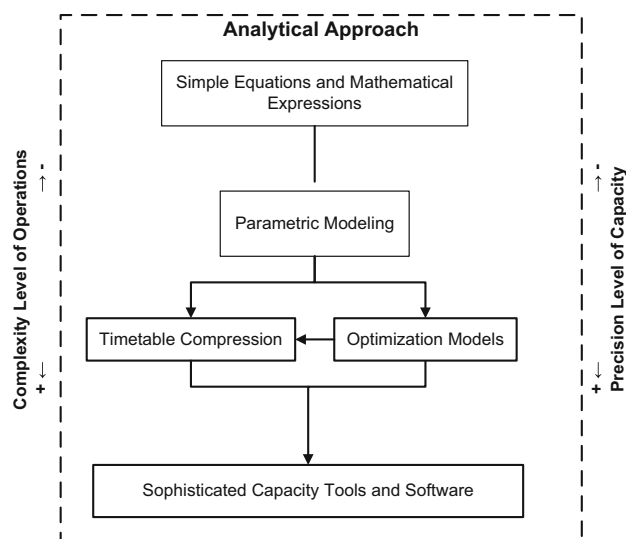 Analytical Approach
Simple Equations and Mathematical
Expressions
Parametric Modeling
Timetable Compression
Optimization Models
Sophisticated Capacity Tools and Software
Complexity Level of Operations
+ ← → -
Precision Level of Capacity
+ ← → -